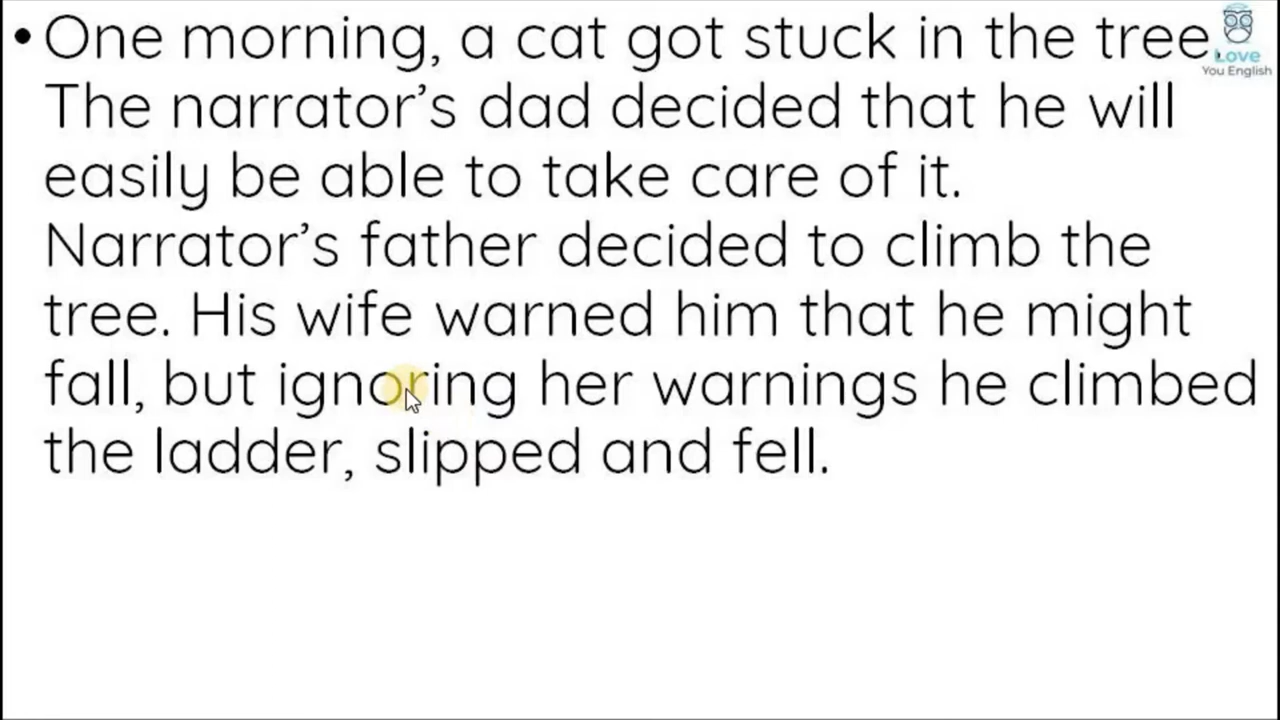 • One morning, a cat got stuck in the tree.
Love
You English
The narrator's dad decided that he will
easily be able to take care of it.
Narrator's father decided to climb the
tree. His wife warned him that he might
fall, but ignoring her warnings he climbed
the ladder, slipped and fell.